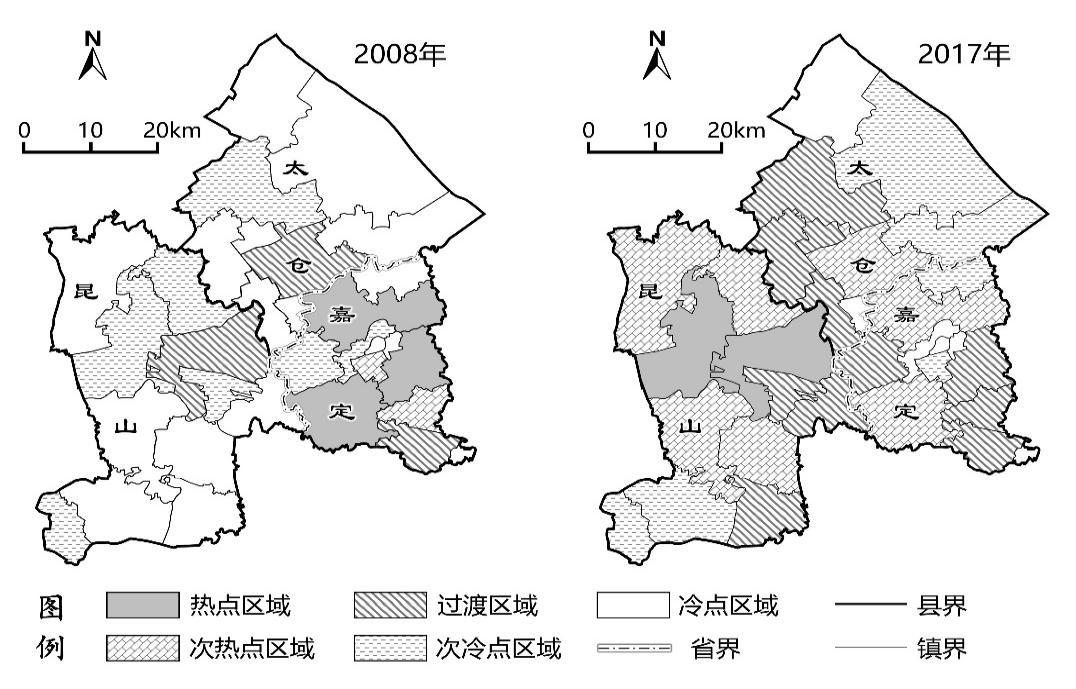 N 2008年
0 10 20km
太
仓
昆
嘉
定
山
N 2017年
0 10 20km
太
仓
昆
嘉
定
山
图例
热点区域 过渡区域 冷点区域 县界
次热点区域 次冷点区域 省界 镇界